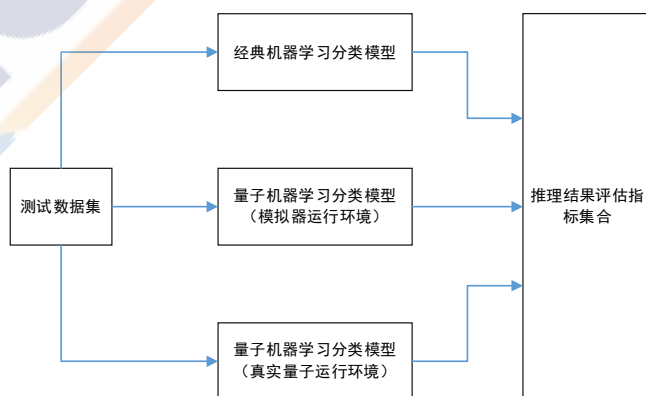 经典机器学习分类模型
测试数据集
量子机器学习分类模型
（模拟器运行环境）
推理结果评估指
标集合
量子机器学习分类模型
（真实量子运行环境）